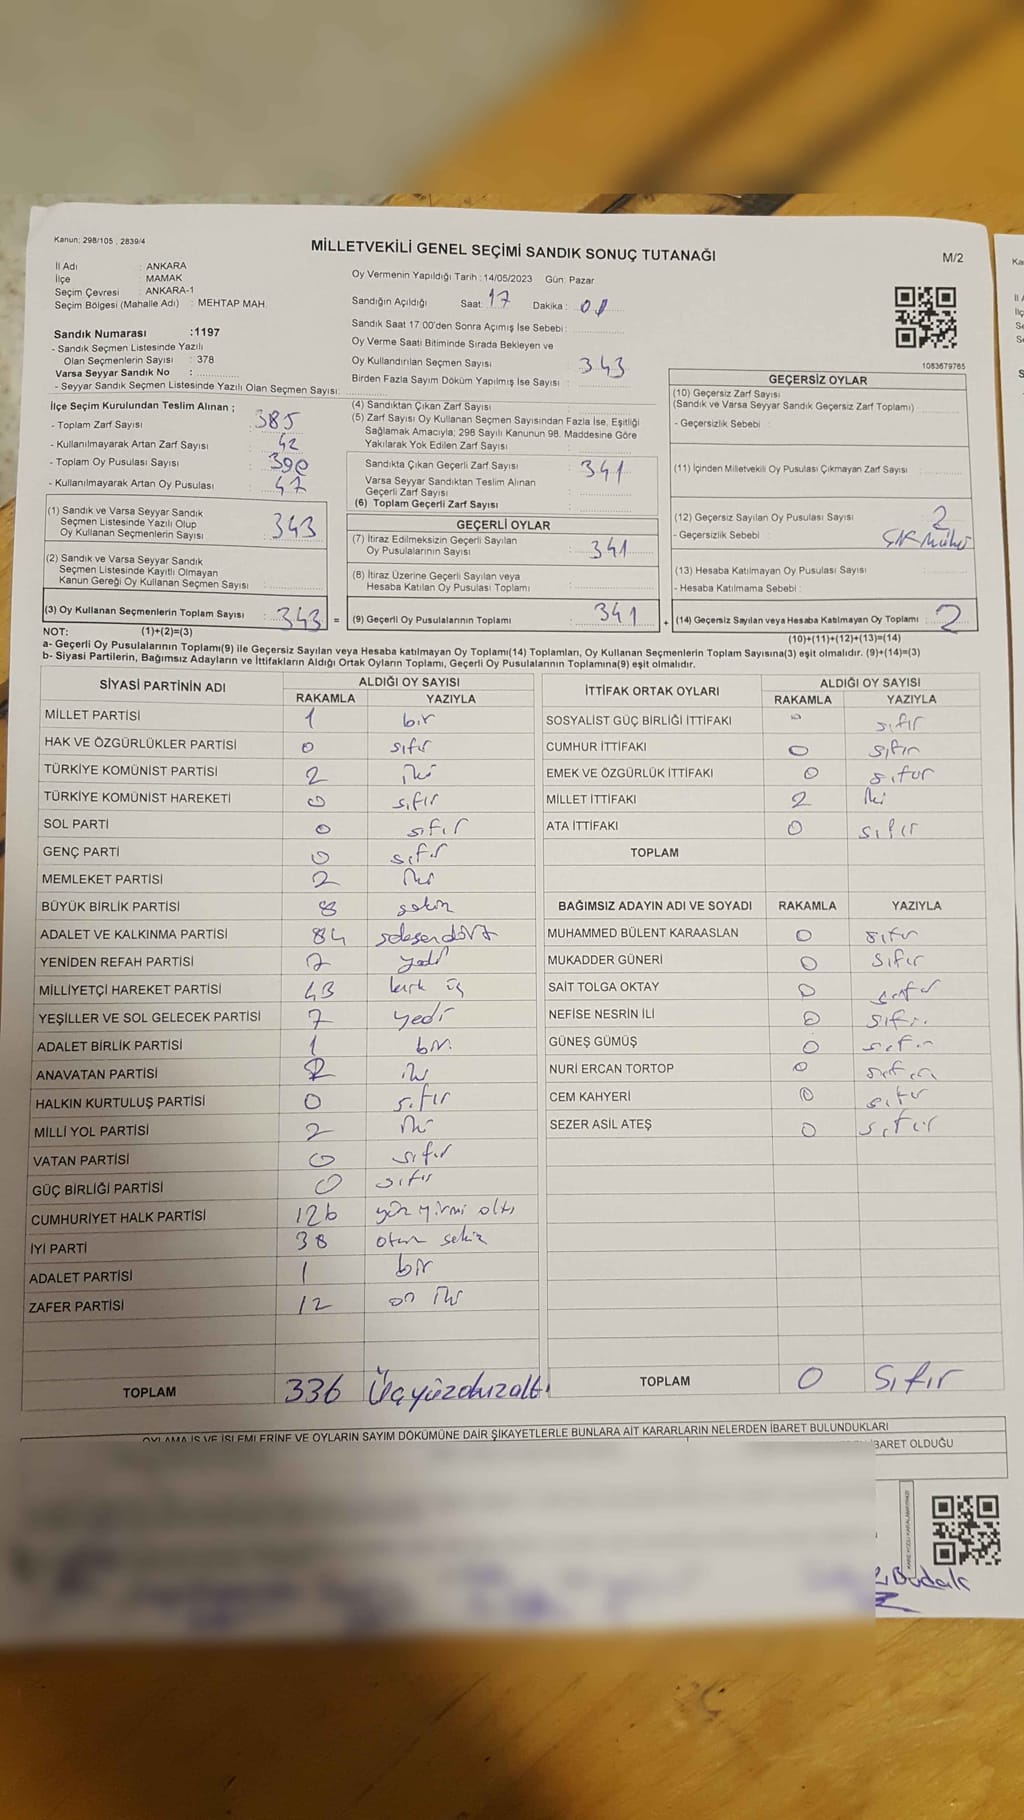 Kanun: 298/105 , 2839/4
MİLLETVEKİLİ GENEL SEÇİMİ SANDIK SONUÇ TUTANAĞI
M/2
İl Adı : ANKARA
İlçe : MAMAK
Seçim Çevresi : ANKARA-1
Seçim Bölgesi (Mahalle Adı) : MEHTAP MAH.
Sandık Numarası :1197
- Sandık Seçmen Listesinde Yazılı
Olan Seçmenlerin Sayısı : 378
Varsa Seyyar Sandık No :
- Seyyar Sandık Seçmen Listesinde Yazılı Olan Seçmen Sayısı:
Oy Vermenin Yapıldığı Tarih : 14/05/2023 Gün: Pazar
Sandığın Açıldığı Saat: 17 Dakika : 01
Sandık Saat 17:00'den Sonra Açımış İse Sebebi :
Oy Verme Saati Bitiminde Sırada Bekleyen ve
Oy Kullandırılan Seçmen Sayısı : 343
Birden Fazla Sayım Döküm Yapılmış İse Sayısı :
1083679765
İlçe Seçim Kurulundan Teslim Alınan ;
- Toplam Zarf Sayısı : 385
- Kullanılmayarak Artan Zarf Sayısı : 42
- Toplam Oy Pusulası Sayısı : 390
- Kullanılmayarak Artan Oy Pusulası : 47
(1) Sandık ve Varsa Seyyar Sandık
Seçmen Listesinde Yazılı Olup
Oy Kullanan Seçmenlerin Sayısı : 343
(2) Sandık ve Varsa Seyyar Sandık
Seçmen Listesinde Kayıtlı Olmayan
Kanun Gereği Oy Kullanan Seçmen Sayısı :
(3) Oy Kullanan Seçmenlerin Toplam Sayısı : 343 =
(4) Sandıktan Çıkan Zarf Sayısı :
(5) Zarf Sayısı Oy Kullanan Seçmen Sayısından Fazla İse, Eşitliği
Sağlamak Amacıyla; 298 Sayılı Kanunun 98. Maddesine Göre
Yakılarak Yok Edilen Zarf Sayısı :
Sandıkta Çıkan Geçerli Zarf Sayısı : 341
Varsa Seyyar Sandıktan Teslim Alınan
Geçerli Zarf Sayısı :
(6) Toplam Geçerli Zarf Sayısı :
GEÇERLİ OYLAR
(7) İtiraz Edilmeksizin Geçerli Sayılan
Oy Pusulalarının Sayısı : 341
(8) İtiraz Üzerine Geçerli Sayılan veya
Hesaba Katılan Oy Pusulası Toplamı :
(9) Geçerli Oy Pusulalarının Toplamı : 341 +
GEÇERSİZ OYLAR
(10) Geçersiz Zarf Sayısı
(Sandık ve Varsa Seyyar Sandık Geçersiz Zarf Toplamı) :
- Geçersizlik Sebebi :
(11) İçinden Milletvekili Oy Pusulası Çıkmayan Zarf Sayısı :
(12) Geçersiz Sayılan Oy Pusulası Sayısı : 2
- Geçersizlik Sebebi :
(13) Hesaba Katılmayan Oy Pusulası Sayısı :
- Hesaba Katılmama Sebebi :
(14) Geçersiz Sayılan veya Hesaba Katılmayan Oy Toplamı : 2
NOT: (1)+(2)=(3)
(10)+(11)+(12)+(13)=(14)
a- Geçerli Oy Pusulalarının Toplamı(9) ile Geçersiz Sayılan veya Hesaba katılmayan Oy Toplamı(14) Toplamları, Oy Kullanan Seçmenlerin Toplam Sayısına(3) eşit olmalıdır. (9)+(14)=(3)
b- Siyasi Partilerin, Bağımsız Adayların ve İttifakların Aldığı Ortak Oyların Toplamı, Geçerli Oy Pusulalarının Toplamına(9) eşit olmalıdır.
SİYASİ PARTİNİN ADI ALDIĞI OY SAYISI
RAKAMLA YAZIYLA
MİLLET PARTİSİ 1 bir
HAK VE ÖZGÜRLÜKLER PARTİSİ 0 sıfır
TÜRKİYE KOMÜNİST PARTİSİ 2 iki
TÜRKİYE KOMÜNİST HAREKETİ 0 sıfır
SOL PARTİ 0 sıfır
GENÇ PARTİ 0 sıfır
MEMLEKET PARTİSİ 2 iki
BÜYÜK BİRLİK PARTİSİ 8 sekiz
ADALET VE KALKINMA PARTİSİ 84 seksendört
YENİDEN REFAH PARTİSİ 7 yedi
MİLLİYETÇİ HAREKET PARTİSİ 43 kırk üç
YEŞİLLER VE SOL GELECEK PARTİSİ 7 yedi
ADALET BİRLİK PARTİSİ 1 bir
ANAVATAN PARTİSİ 2 iki
HALKIN KURTULUŞ PARTİSİ 0 sıfır
MİLLİ YOL PARTİSİ 2 iki
VATAN PARTİSİ 0 sıfır
GÜÇ BİRLİĞİ PARTİSİ 0 sıfır
CUMHURİYET HALK PARTİSİ 126 yüz yirmi altı
İYİ PARTİ 38 otuz sekiz
ADALET PARTİSİ 1 bir
ZAFER PARTİSİ 12 on iki
TOPLAM 336 Üçyüzotuzaltı
İTTİFAK ORTAK OYLARI ALDIĞI OY SAYISI
RAKAMLA YAZIYLA
SOSYALİST GÜÇ BİRLİĞİ İTTİFAKI 0 sıfır
CUMHUR İTTİFAKI 0 sıfır
EMEK VE ÖZGÜRLÜK İTTİFAKI 0 sıfır
MİLLET İTTİFAKI 2 iki
ATA İTTİFAKI 0 sıfır
TOPLAM
BAĞIMSIZ ADAYIN ADI VE SOYADI RAKAMLA YAZIYLA
MUHAMMED BÜLENT KARAASLAN 0 sıfır
MUKADDER GÜNERİ 0 sıfır
SAİT TOLGA OKTAY 0 sıfır
NEFİSE NESRİN İLİ 0 sıfır
GÜNEŞ GÜMÜŞ 0 sıfır
NURİ ERCAN TORTOP 0 sıfır
CEM KAHYERİ 0 sıfır
SEZER ASİL ATEŞ 0 sıfır
TOPLAM 0 Sıfır
OYLAMA İŞ VE İŞLEMLERİNE VE OYLARIN SAYIM DÖKÜMÜNE DAİR ŞİKAYETLERLE BUNLARA AİT KARARLARIN NELERDEN İBARET BULUNDUKLARI
İBARET OLDUĞU
Budak